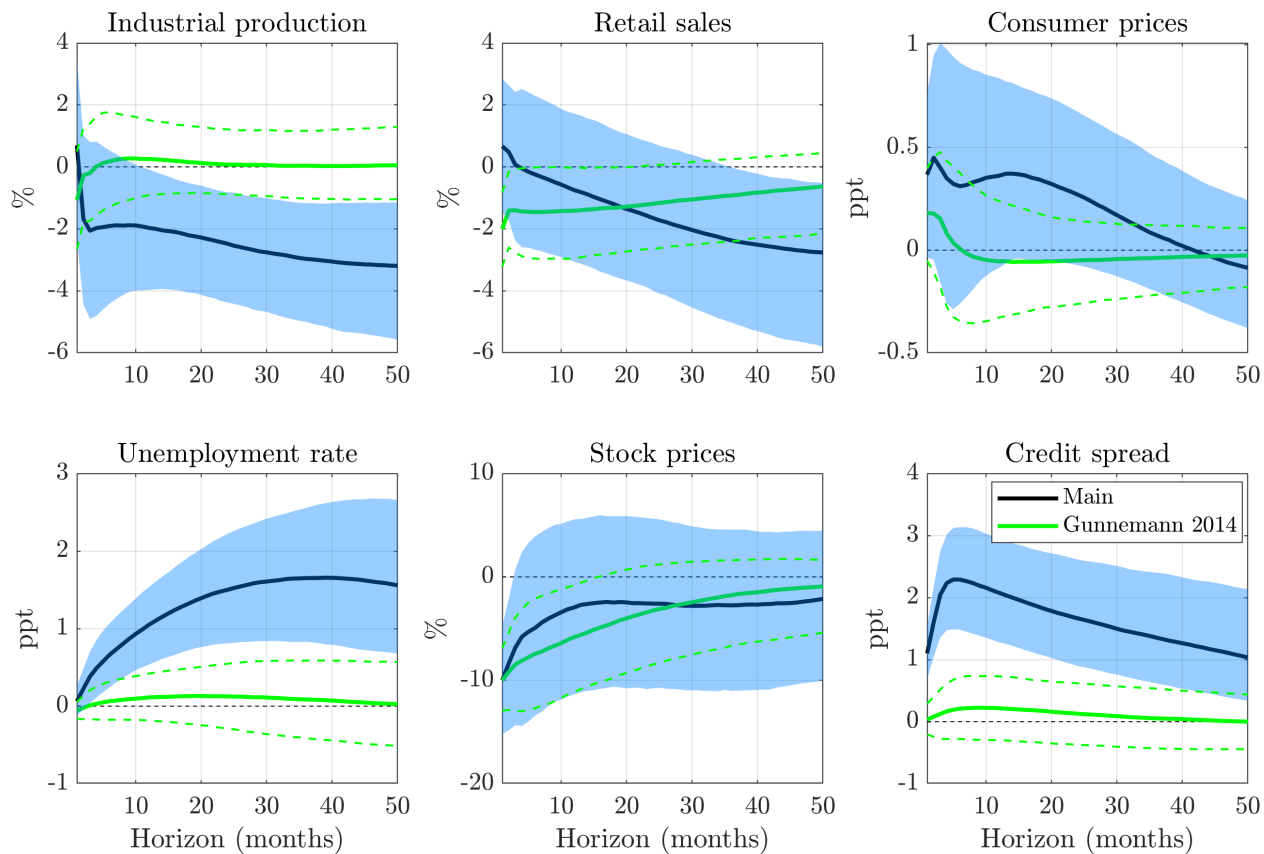 Industrial production
4
2
0
-2
-4
-6
%
10 20 30 40 50
Retail sales
4
2
0
-2
-4
-6
%
10 20 30 40 50
Consumer prices
1
0.5
0
-0.5
ppt
10 20 30 40 50
Unemployment rate
3
2
1
0
-1
ppt
10 20 30 40 50
Horizon (months)
Stock prices
10
0
-10
-20
%
10 20 30 40 50
Horizon (months)
Credit spread
4
3
2
1
0
-1
ppt
Main
Gunnemann 2014
10 20 30 40 50
Horizon (months)